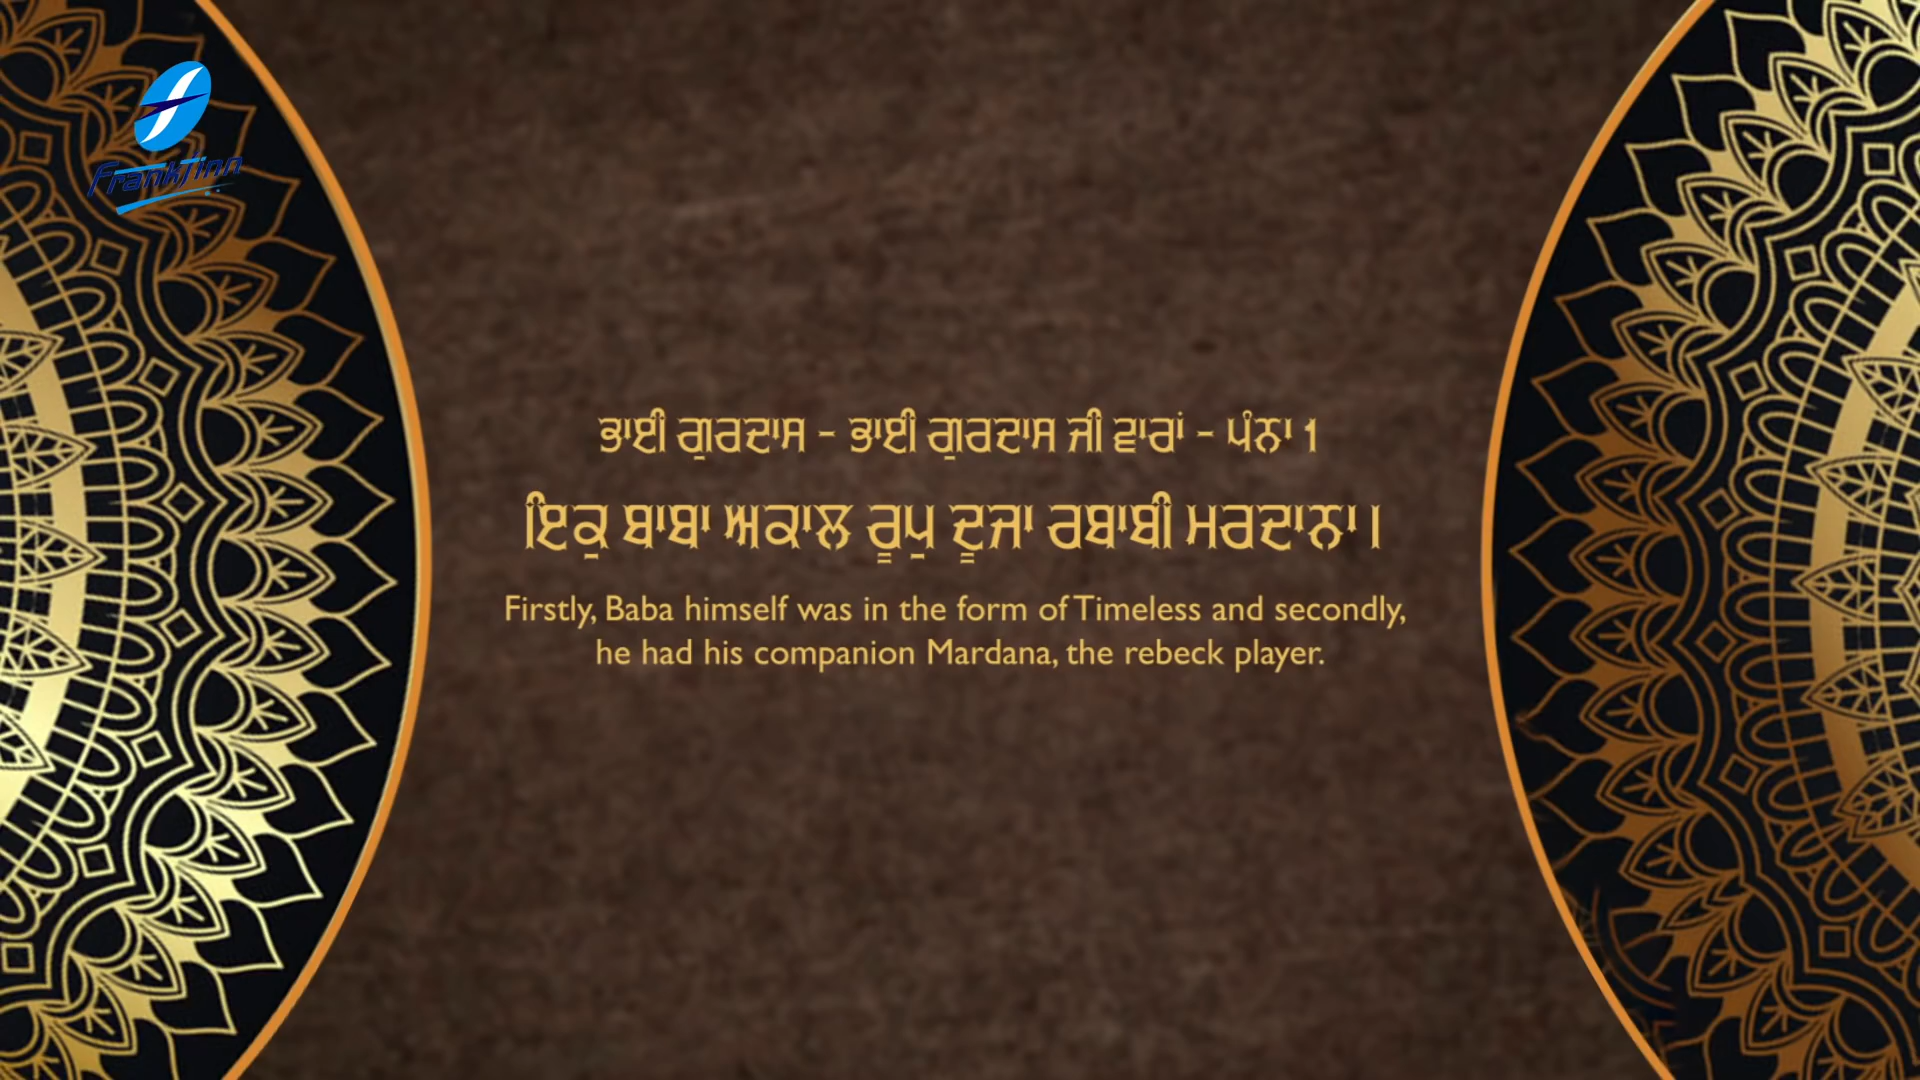 Frankfinn
ਭਾਈ ਗੁਰਦਾਸ - ਭਾਈ ਗੁਰਦਾਸ ਜੀ ਵਾਰਾਂ - ਪੰਨਾ 1
ਇਕੁ ਬਾਬਾ ਅਕਾਲ ਰੂਪੁ ਦੂਜਾ ਰਬਾਬੀ ਮਰਦਾਨਾ।
Firstly, Baba himself was in the form of Timeless and secondly,
he had his companion Mardana, the rebeck player.